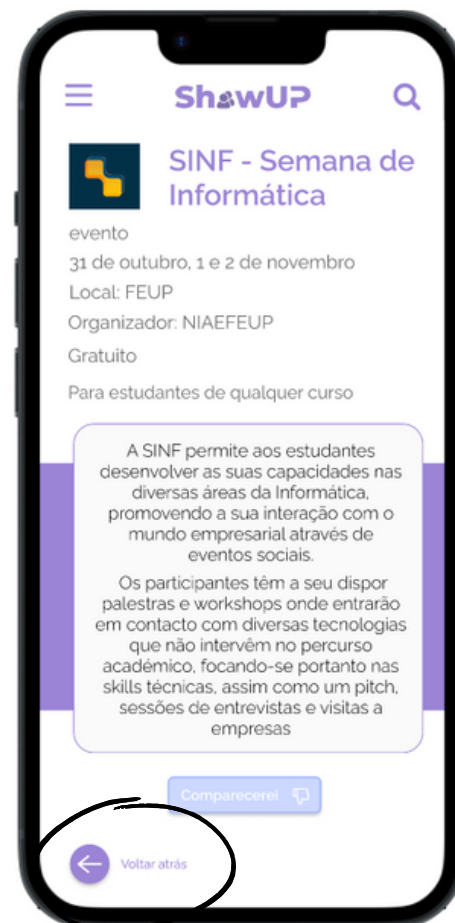 ShowUP
SINF - Semana de
Informática
evento
31 de outubro, 1 e 2 de novembro
Local: FEUP
Organizador: NIAEFEUP
Gratuito
Para estudantes de qualquer curso
A SINF permite aos estudantes
desenvolver as suas capacidades nas
diversas áreas da Informática,
promovendo a sua interação com o
mundo empresarial através de
eventos sociais.
Os participantes têm a seu dispor
palestras e workshops onde entrarão
em contacto com diversas tecnologias
que não intervêm no percurso
académico, focando-se portanto nas
skills técnicas, assim como um pitch,
sessões de entrevistas e visitas a
empresas
Comparecerei
Voltar atrás